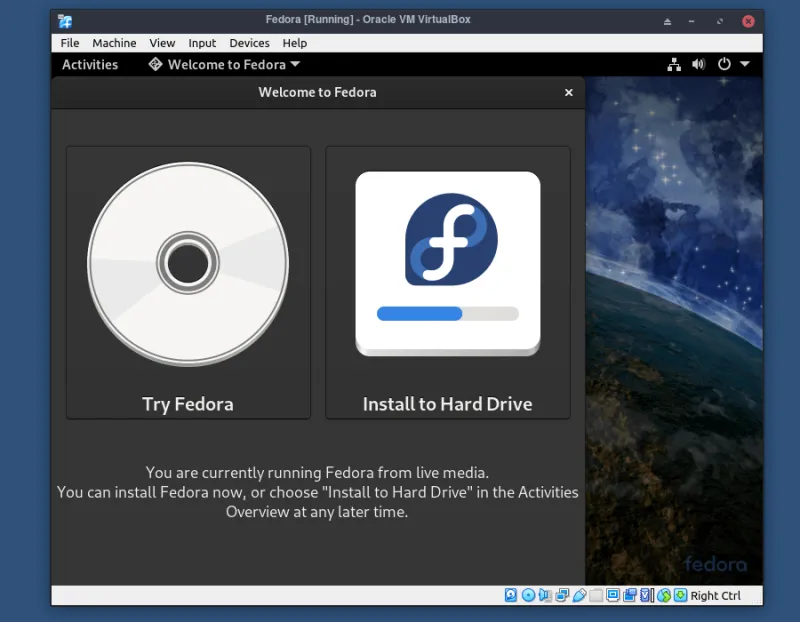 Fedora [Running] - Oracle VM VirtualBox
File Machine View Input Devices Help
Activities Welcome to Fedora
Welcome to Fedora
Try Fedora
Install to Hard Drive
You are currently running Fedora from live media.
You can install Fedora now, or choose "Install to Hard Drive" in the Activities
Overview at any later time.
fedora
Right Ctrl